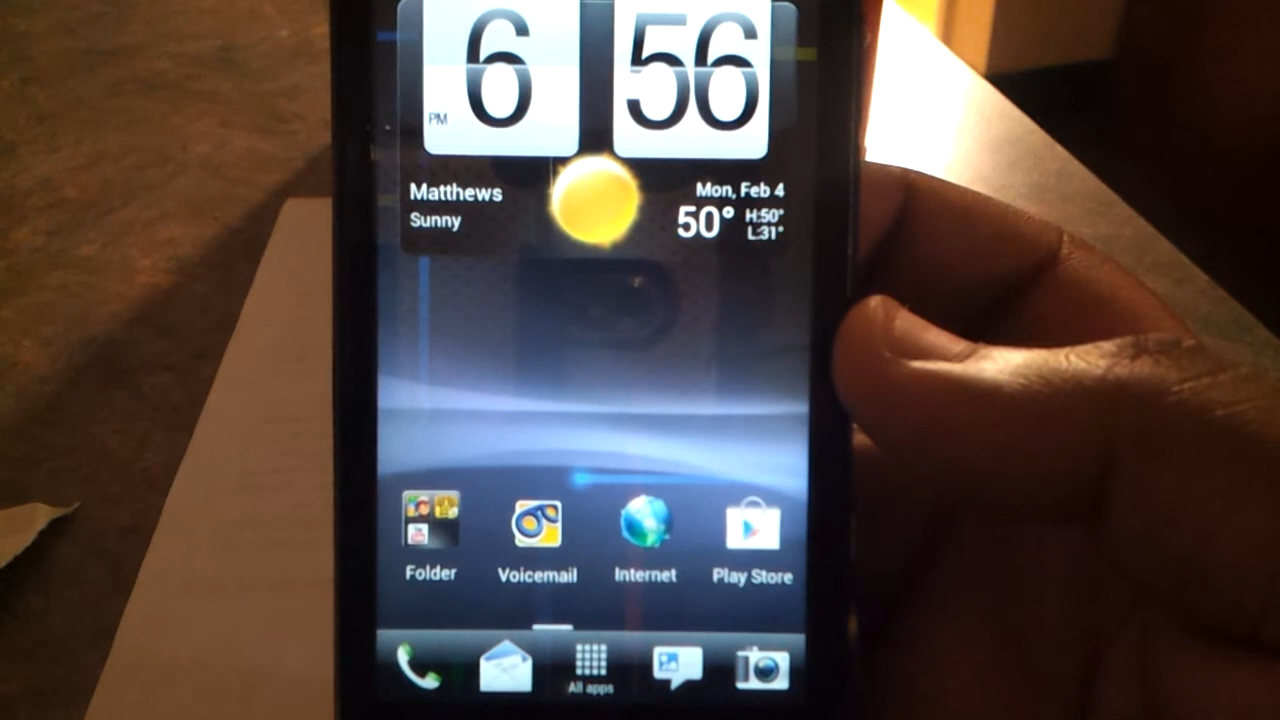 6 56
PM
Matthews
Sunny
Mon, Feb 4
50° H:50°
L:31°
Folder
Voicemail
Internet
Play Store
All apps